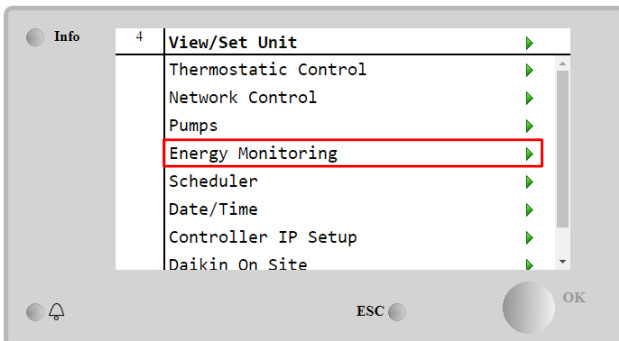 Info
4 View/Set Unit
Thermostatic Control
Network Control
Pumps
Energy Monitoring
Scheduler
Date/Time
Controller IP Setup
Daikin On Site
ESC
OK